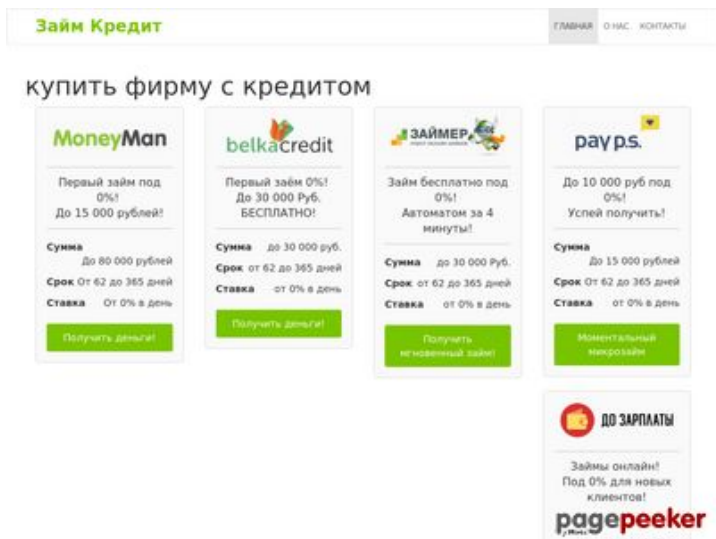 Займ Кредит
ГЛАВНАЯ О НАС. КОНТАКТЫ
купить фирму с кредитом
MoneyMan
Первый займ под
0%!
До 15 000 рублей!
Сумма
До 80 000 рублей
Срок От 62 до 365 дней
Ставка От 0% в день
Получить деньги!
belkacredit
Первый заём 0%!
До 30 000 Руб.
БЕСПЛАТНО!
Сумма до 30 000 руб.
Срок от 62 до 365 дней
Ставка от 0% в день
Получить деньги!
ЗАЙМЕР
Займ бесплатно под
0%!
Автоматом за 4
минуты!
Сумма до 30 000 Руб.
Срок от 62 до 365 дней
Ставка от 0% в день
Получить
мгновенный займ!
pay p.s.
До 10 000 руб под
0%!
Успей получить!
Сумма
До 15 000 рублей
Срок От 62 до 365 дней
Ставка от 0% в день
Моментальный
микрозайм
ДО ЗАРПЛАТЫ
Займы онлайн!
Под 0% для новых
клиентов!
pagepeeker